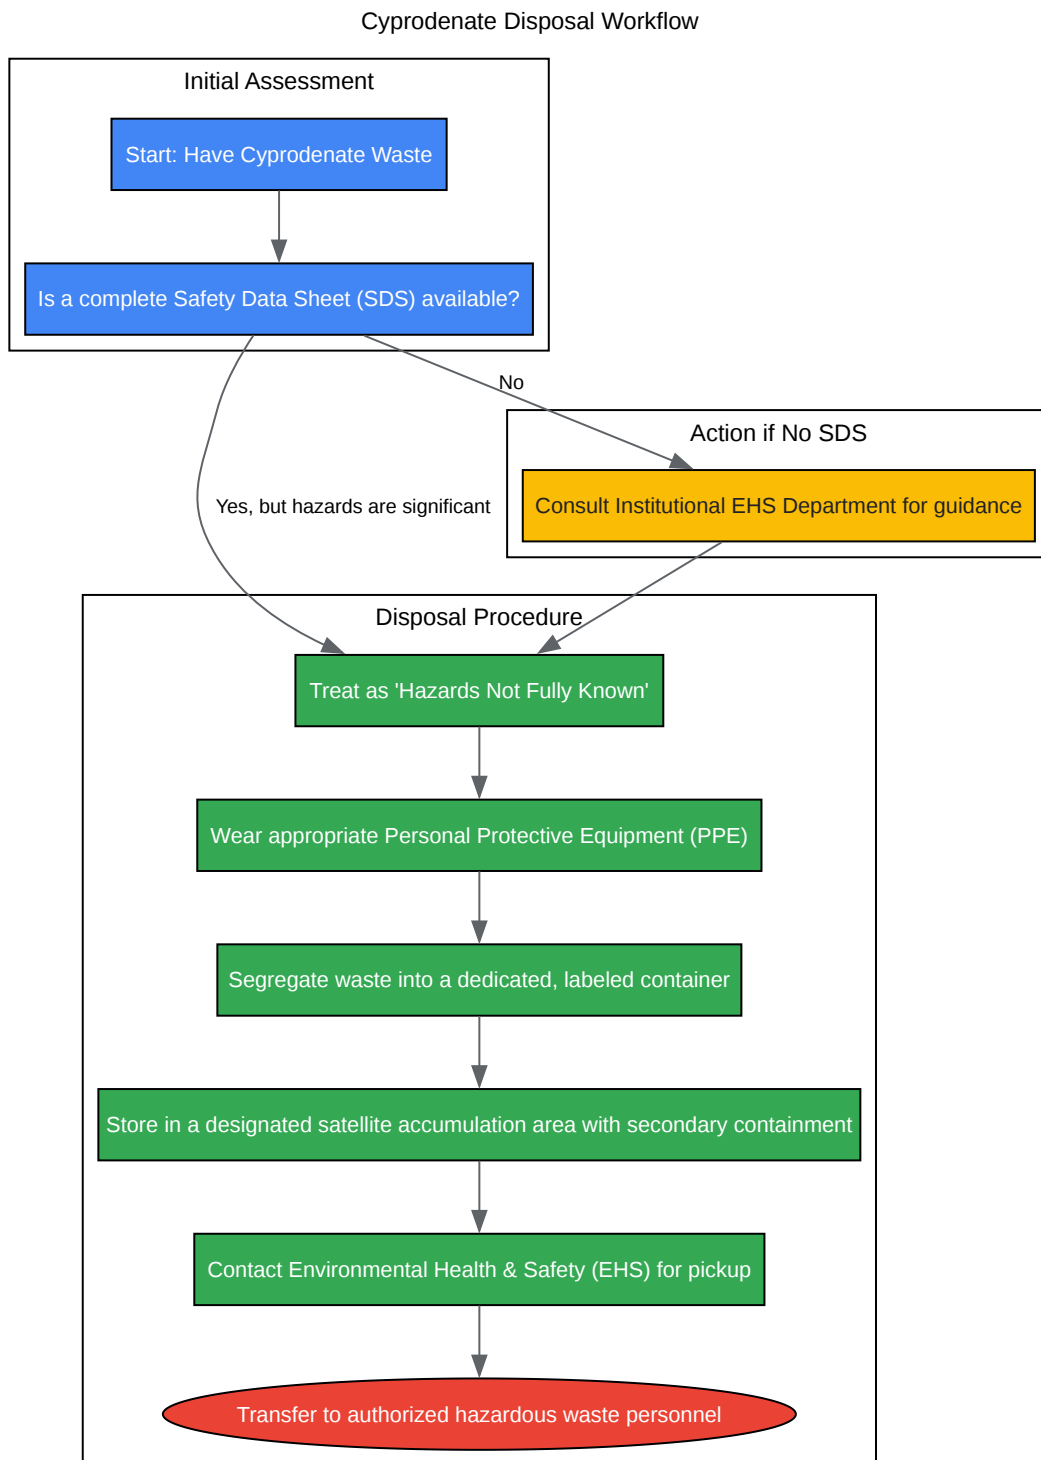 Cyprodenate Disposal Workflow
Initial Assessment
Start: Have Cyprodenate Waste
Is a complete Safety Data Sheet (SDS) available?
No
Action if No SDS
Consult Institutional EHS Department for guidance
Yes, but hazards are significant
Disposal Procedure
Treat as 'Hazards Not Fully Known'
Wear appropriate Personal Protective Equipment (PPE)
Segregate waste into a dedicated, labeled container
Store in a designated satellite accumulation area with secondary containment
Contact Environmental Health & Safety (EHS) for pickup
Transfer to authorized hazardous waste personnel